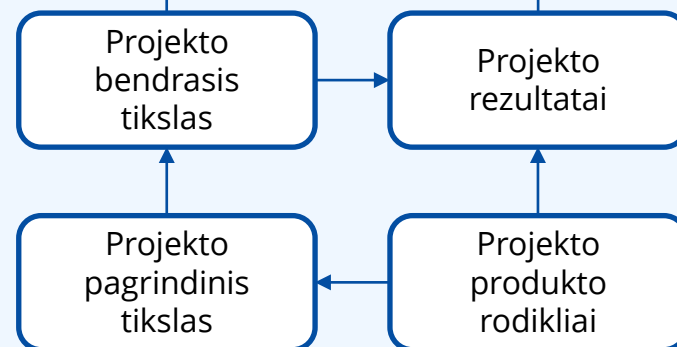 Projekto
bendrasis
tikslas
Projekto
rezultatai
Projekto
pagrindinis
tikslas
Projekto
produkto
rodikliai